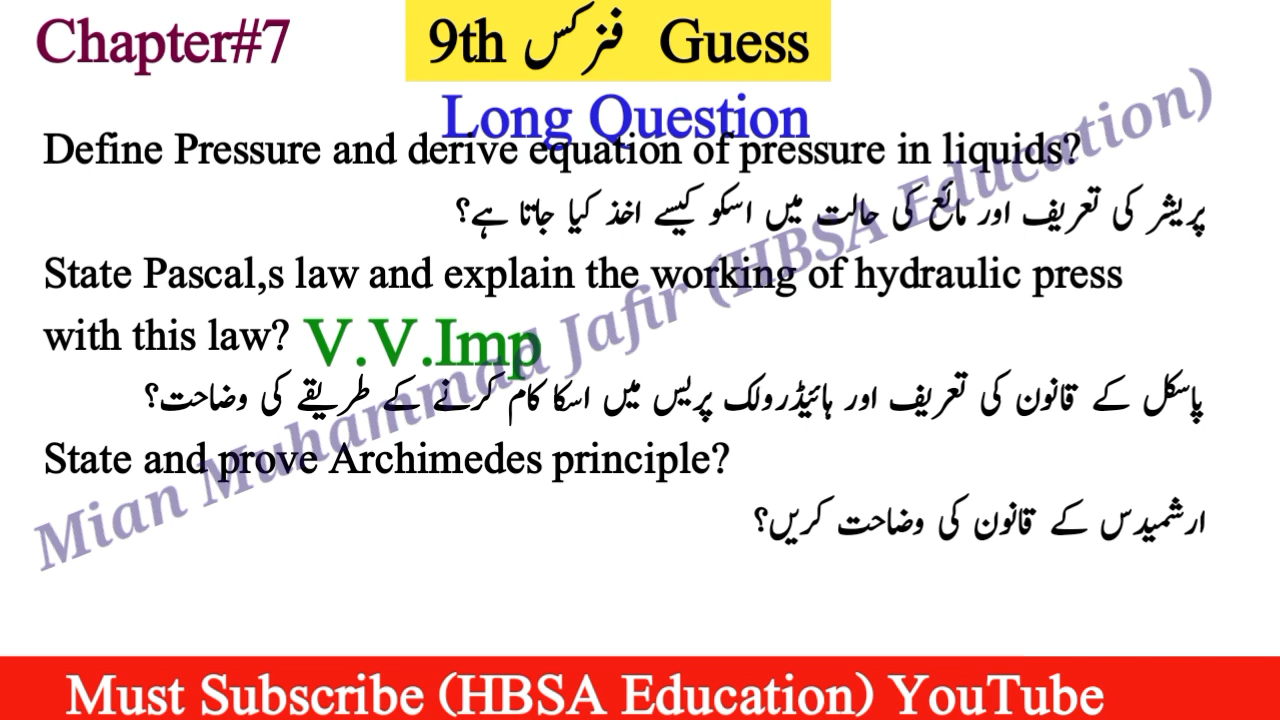 Chapter#7
9th فزکس Guess
Long Question
Define Pressure and derive equation of pressure in liquids?
پریشر کی تعریف اور مائع کی حالت میں اسکو کیسے اخذ کیا جاتا ہے؟
State Pascal,s law and explain the working of hydraulic press
with this law? V.V.Imp
پاسکل کے قانون کی تعریف اور ہائیڈرولک پریس میں اسکا کام کرنے کے طریقے کی وضاحت؟
State and prove Archimedes principle?
ارشمیدس کے قانون کی وضاحت کریں؟
Mian Muhammad Jafir (HBSA Education)
Must Subscribe (HBSA Education) YouTube